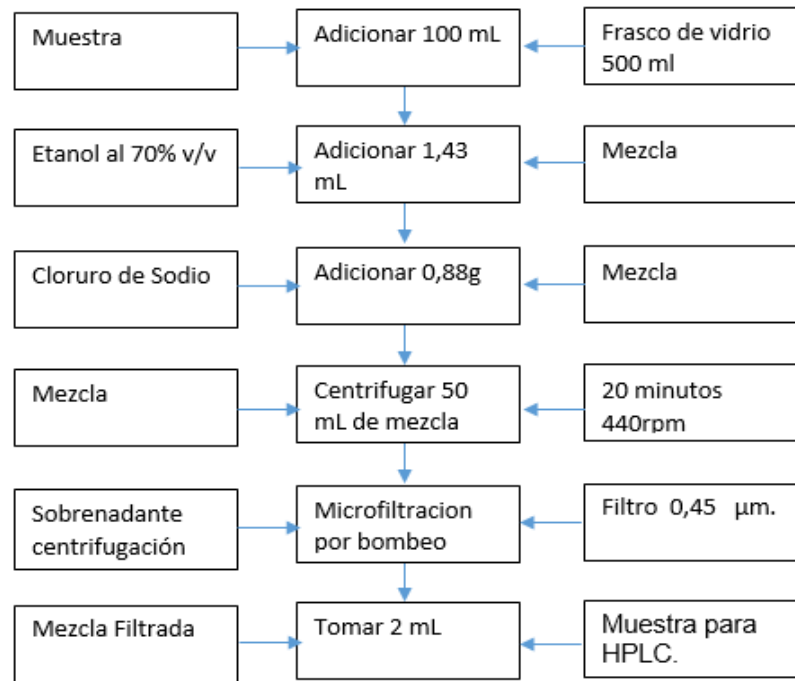 Muestra
Adicionar 100 mL
Frasco de vidrio
500 ml
Etanol al 70% v/v
Adicionar 1,43
mL
Mezcla
Cloruro de Sodio
Adicionar 0,88g
Mezcla
Mezcla
Centrifugar 50
mL de mezcla
20 minutos
440rpm
Sobrenadante
centrifugación
Microfiltracion
por bombeo
Filtro 0,45 µm.
Mezcla Filtrada
Tomar 2 mL
Muestra para
HPLC.